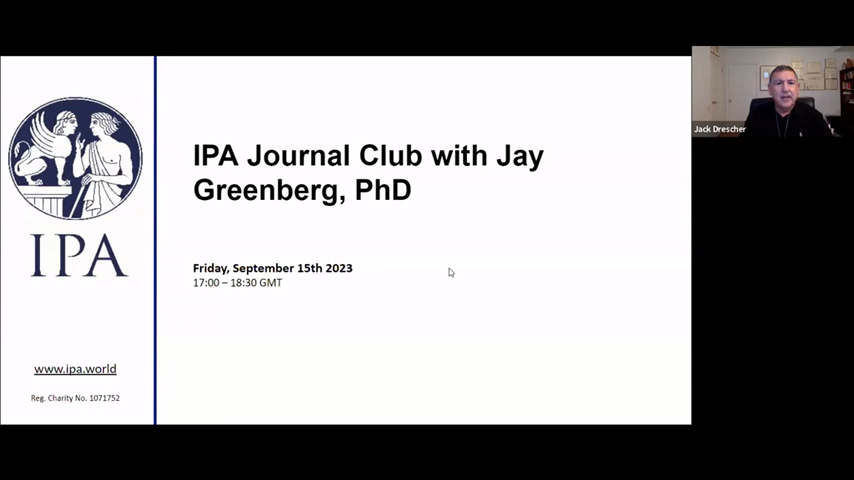 IPA Journal Club with Jay
Greenberg, PhD
Friday, September 15th 2023
17:00 – 18:30 GMT
IPA
www.ipa.world
Reg. Charity No. 1071752
Jack Drescher